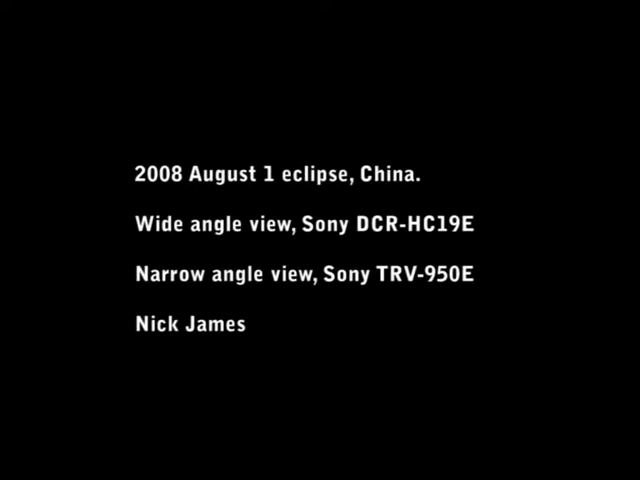 2008 August 1 eclipse, China.
Wide angle view, Sony DCR-HC19E
Narrow angle view, Sony TRV-950E
Nick James